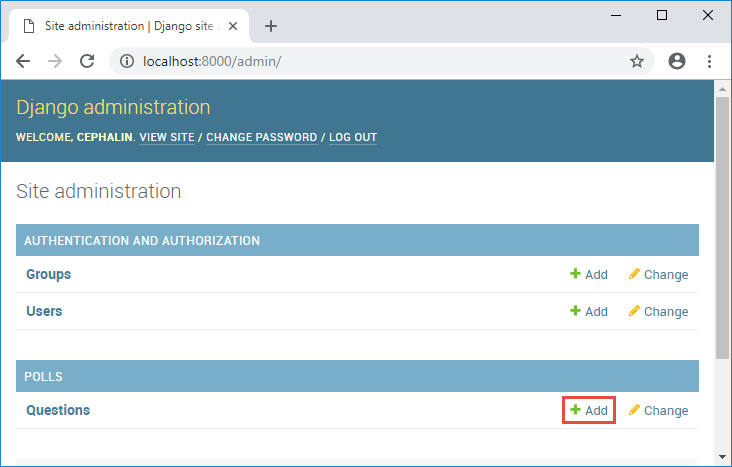 Site administration | Django site a
localhost:8000/admin/
Django administration
WELCOME, CEPHALIN. VIEW SITE / CHANGE PASSWORD / LOG OUT
Site administration
AUTHENTICATION AND AUTHORIZATION
Groups Add Change
Users Add Change
POLLS
Questions Add Change